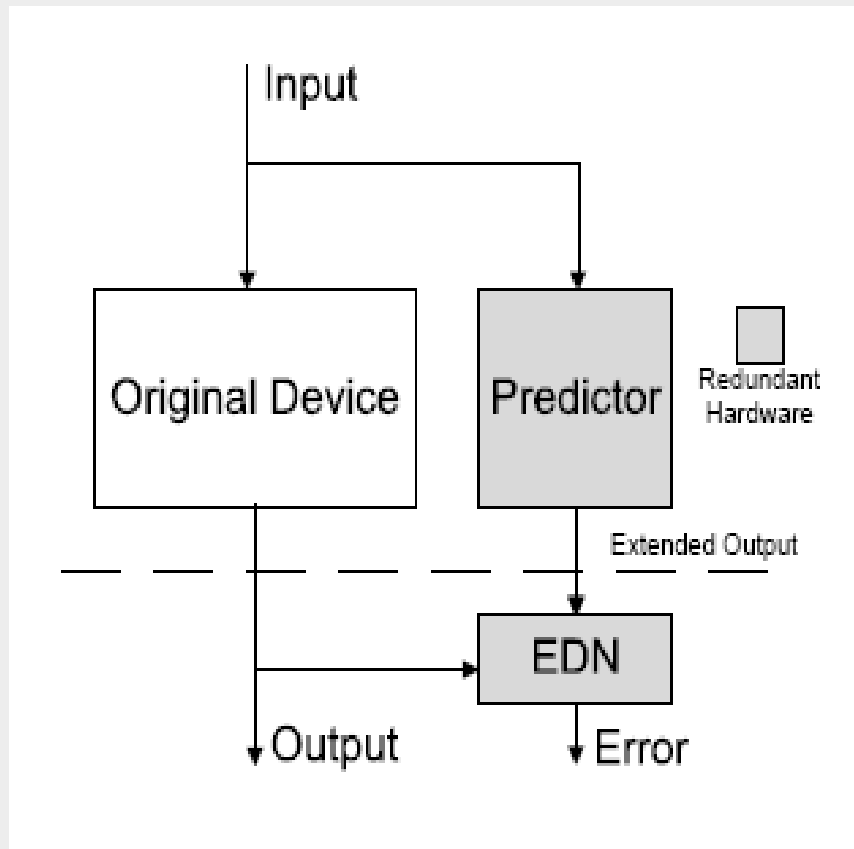 Input
Original Device
Predictor
Redundant
Hardware
Extended Output
EDN
Output
Error